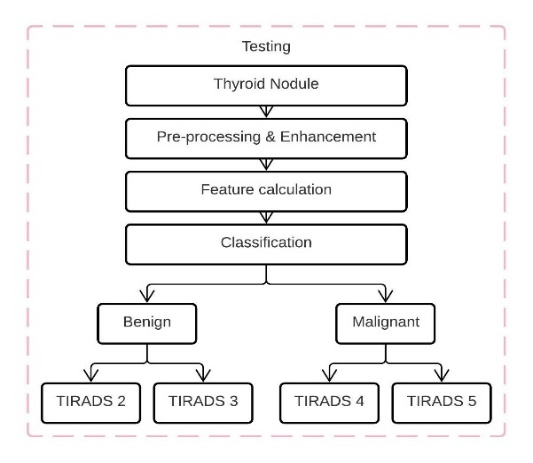 Testing
Thyroid Nodule
Pre-processing & Enhancement
Feature calculation
Classification
Benign
Malignant
TIRADS 2
TIRADS 3
TIRADS 4
TIRADS 5